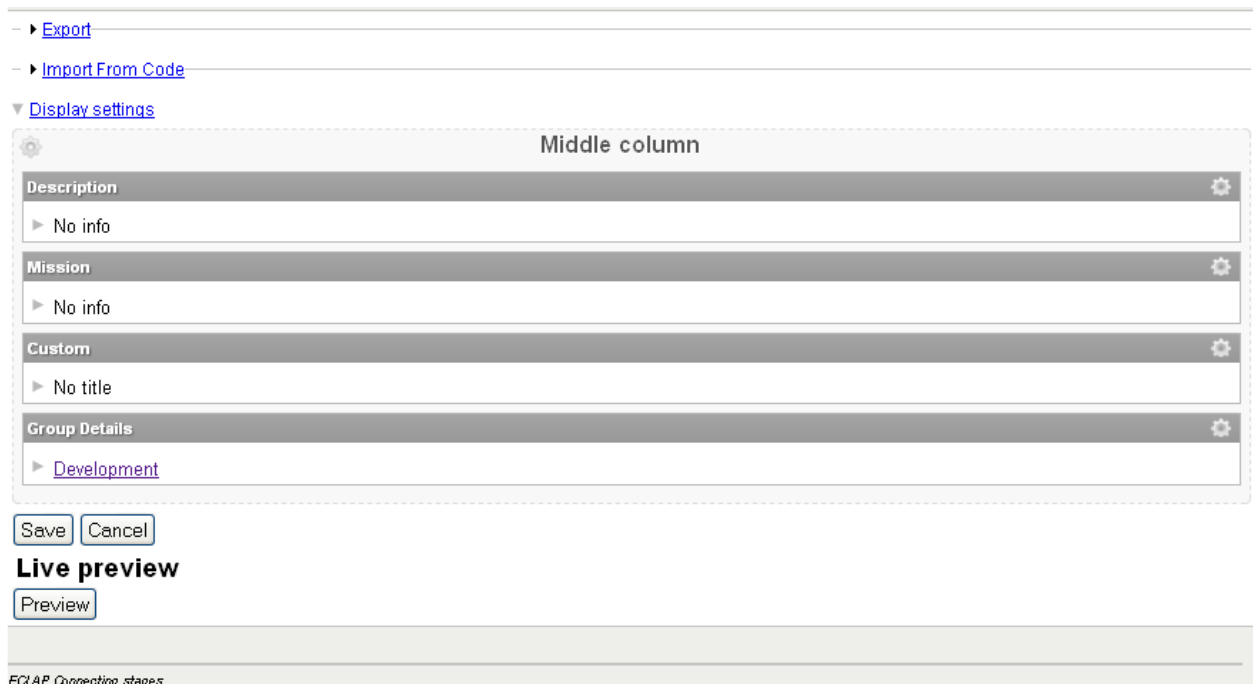 Export
Import From Code
Display settings
Middle column
Description
No info
Mission
No info
Custom
No title
Group Details
Development
Save Cancel
Live preview
Preview
ECLAP Connecting stages